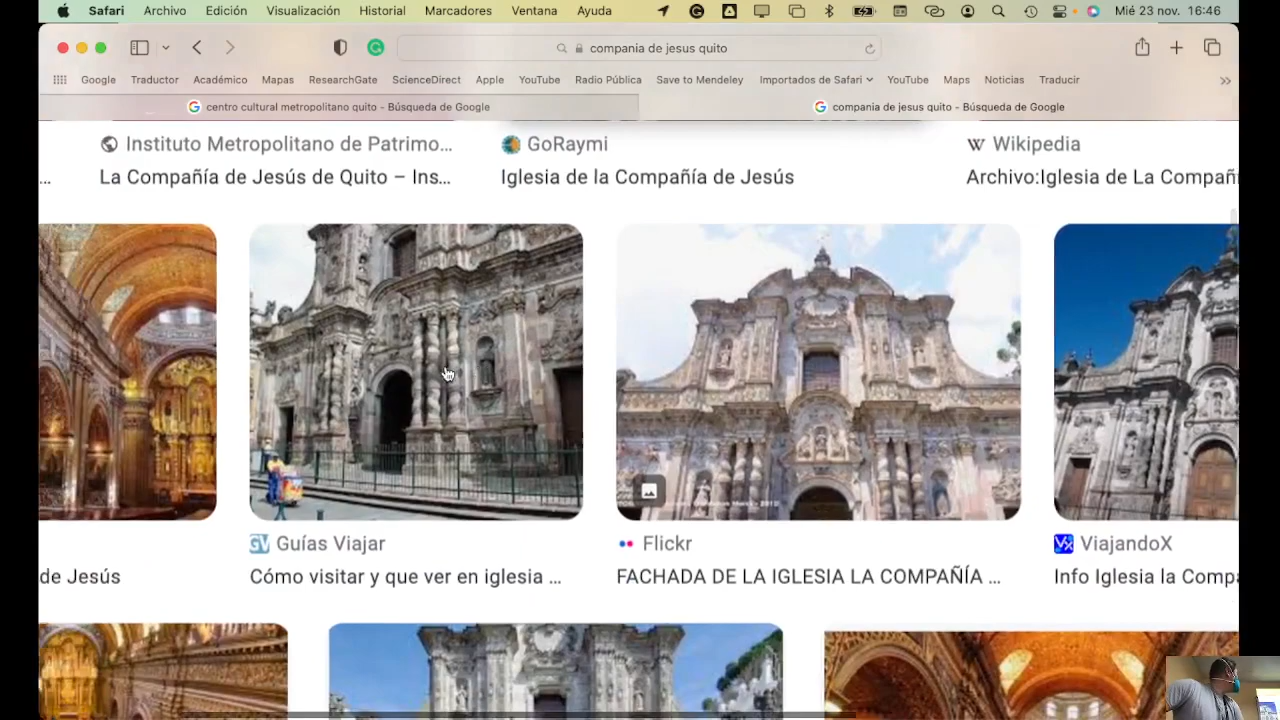 Safari Archivo Edición Visualización Historial Marcadores Ventana Ayuda Mié 23 nov. 16:46
compania de jesus quito
Google Traductor Académico Mapas ResearchGate ScienceDirect Apple YouTube Radio Pública Save to Mendeley Importados de Safari YouTube Maps Noticias Traducir
centro cultural metropolitano quito - Búsqueda de Google
compania de jesus quito - Búsqueda de Google
Instituto Metropolitano de Patrimo...
GoRaymi
W Wikipedia
...
La Compañía de Jesús de Quito – Ins...
Iglesia de la Compañía de Jesús
Archivo:Iglesia de La Compañ
GV Guías Viajar
Flickr
VX ViajandoX
de Jesús
Cómo visitar y que ver en iglesia ...
FACHADA DE LA IGLESIA LA COMPAÑÍA ...
Info Iglesia la Comp